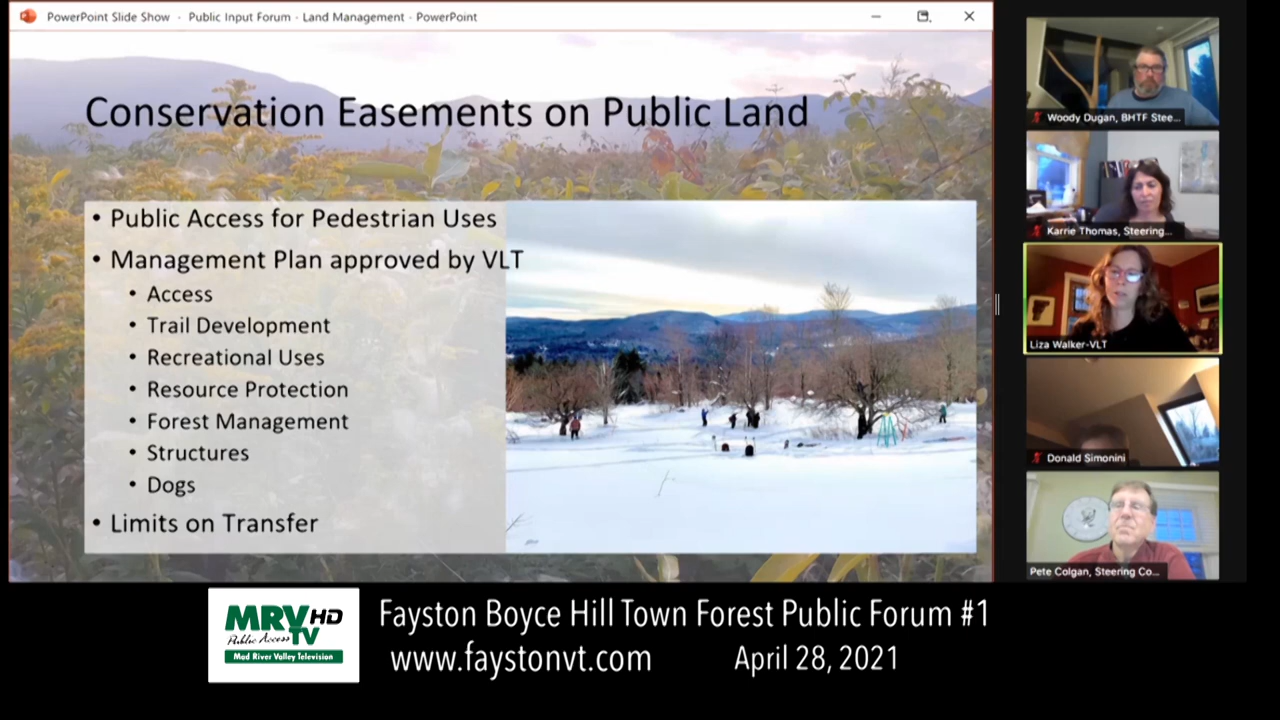 PowerPoint Slide Show - Public Input Forum - Land Management - PowerPoint
Conservation Easements on Public Land
• Public Access for Pedestrian Uses
• Management Plan approved by VLT
• Access
• Trail Development
• Recreational Uses
• Resource Protection
• Forest Management
• Structures
• Dogs
• Limits on Transfer
Woody Dugan, BHTF Stee...
Karrie Thomas, Steering...
Liza Walker-VLT
Donald Simonini
Pete Colgan, Steering Co...
MRV HD
Public Access TV
Mad River Valley Television
Fayston Boyce Hill Town Forest Public Forum #1
www.faystonvt.com April 28, 2021